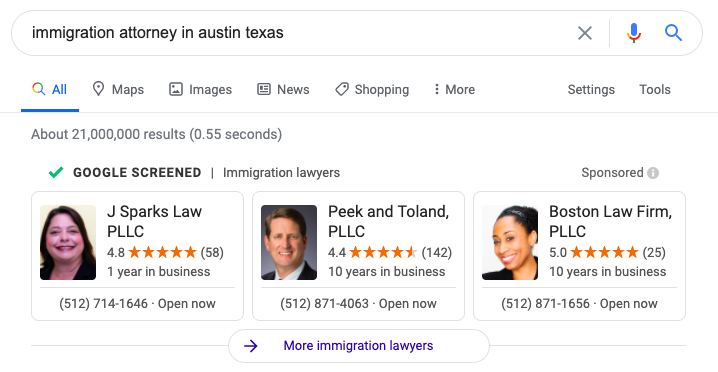 immigration attorney in austin texas
All Maps Images News Shopping More Settings Tools
About 21,000,000 results (0.55 seconds)
GOOGLE SCREENED | Immigration lawyers Sponsored
J Sparks Law
PLLC
4.8 (58)
1 year in business
(512) 714-1646 · Open now
Peek and Toland,
PLLC
4.4 (142)
10 years in business
(512) 871-4063 · Open now
Boston Law Firm,
PLLC
5.0 (25)
10 years in business
(512) 871-1656 · Open now
More immigration lawyers